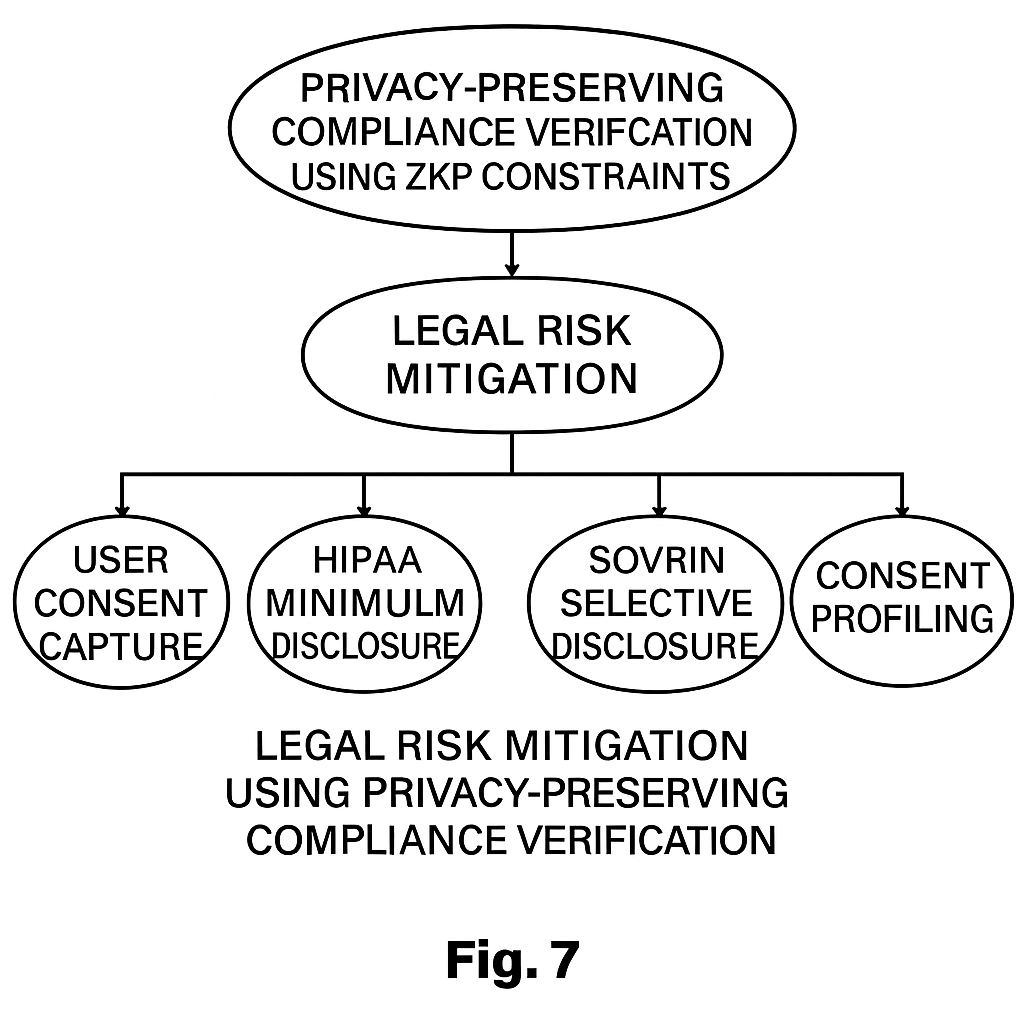 PRIVACY-PRESERVING
COMPLIANCE VERIFCATION
USING ZKP CONSTRAINTS
LEGAL RISK
MITIGATION
USER
CONSENT
CAPTURE
HIPAA
MINIMULM
DISCLOSURE
SOVRIN
SELECTIVE
DISCLOSURE
CONSENT
PROFILING
LEGAL RISK MITIGATION
USING PRIVACY-PRESERVING
COMPLIANCE VERIFICATION
Fig. 7